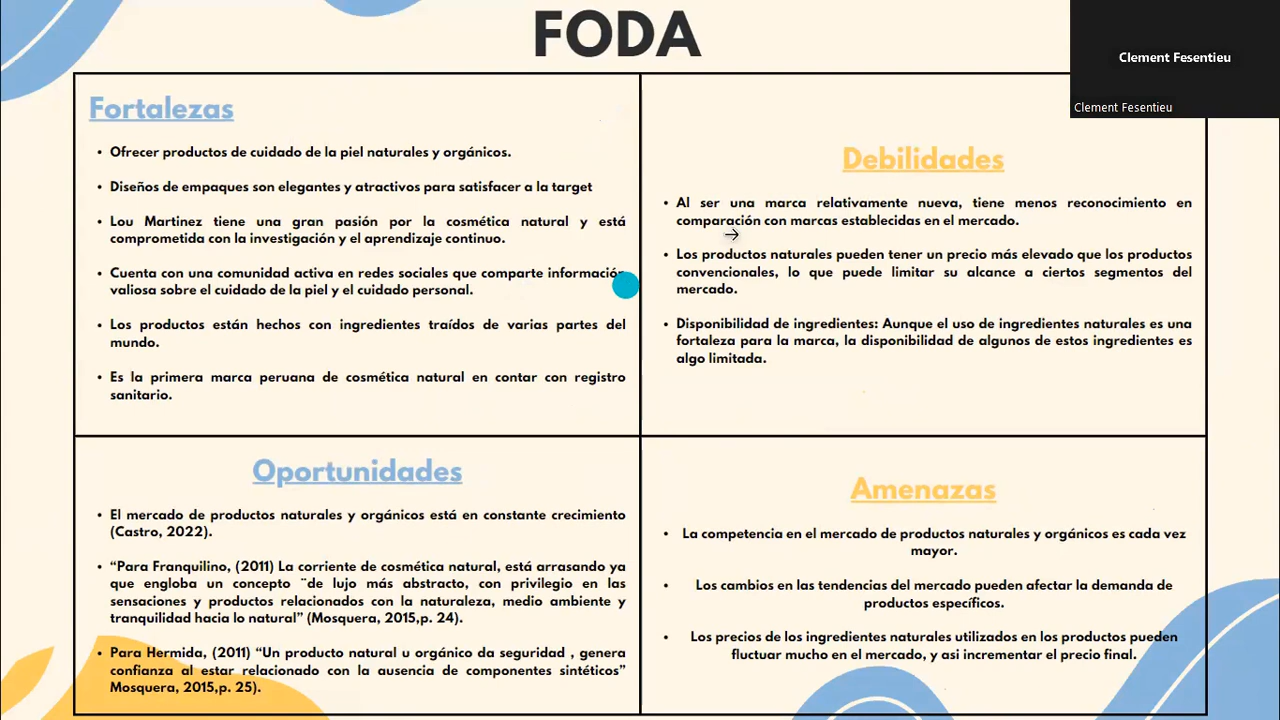 FODA
Clement Fesentieu
Clement Fesentieu
Fortalezas
• Ofrecer productos de cuidado de la piel naturales y orgánicos.
• Diseños de empaques son elegantes y atractivos para satisfacer a la target
• Lou Martinez tiene una gran pasión por la cosmética natural y está
comprometida con la investigación y el aprendizaje continuo.
• Cuenta con una comunidad activa en redes sociales que comparte información
valiosa sobre el cuidado de la piel y el cuidado personal.
• Los productos están hechos con ingredientes traídos de varias partes del
mundo.
• Es la primera marca peruana de cosmética natural en contar con registro
sanitario.
Debilidades
• Al ser una marca relativamente nueva, tiene menos reconocimiento en
comparación con marcas establecidas en el mercado.
• Los productos naturales pueden tener un precio más elevado que los productos
convencionales, lo que puede limitar su alcance a ciertos segmentos del
mercado.
• Disponibilidad de ingredientes: Aunque el uso de ingredientes naturales es una
fortaleza para la marca, la disponibilidad de algunos de estos ingredientes es
algo limitada.
Oportunidades
• El mercado de productos naturales y orgánicos está en constante crecimiento
(Castro, 2022).
• “Para Franquilino, (2011) La corriente de cosmética natural, está arrasando ya
que engloba un concepto ¨de lujo más abstracto, con privilegio en las
sensaciones y productos relacionados con la naturaleza, medio ambiente y
tranquilidad hacia lo natural” (Mosquera, 2015,p. 24).
• Para Hermida, (2011) “Un producto natural u orgánico da seguridad , genera
confianza al estar relacionado con la ausencia de componentes sintéticos”
Mosquera, 2015,p. 25).
Amenazas
• La competencia en el mercado de productos naturales y orgánicos es cada vez
mayor.
• Los cambios en las tendencias del mercado pueden afectar la demanda de
productos específicos.
• Los precios de los ingredientes naturales utilizados en los productos pueden
fluctuar mucho en el mercado, y asi incrementar el precio final.